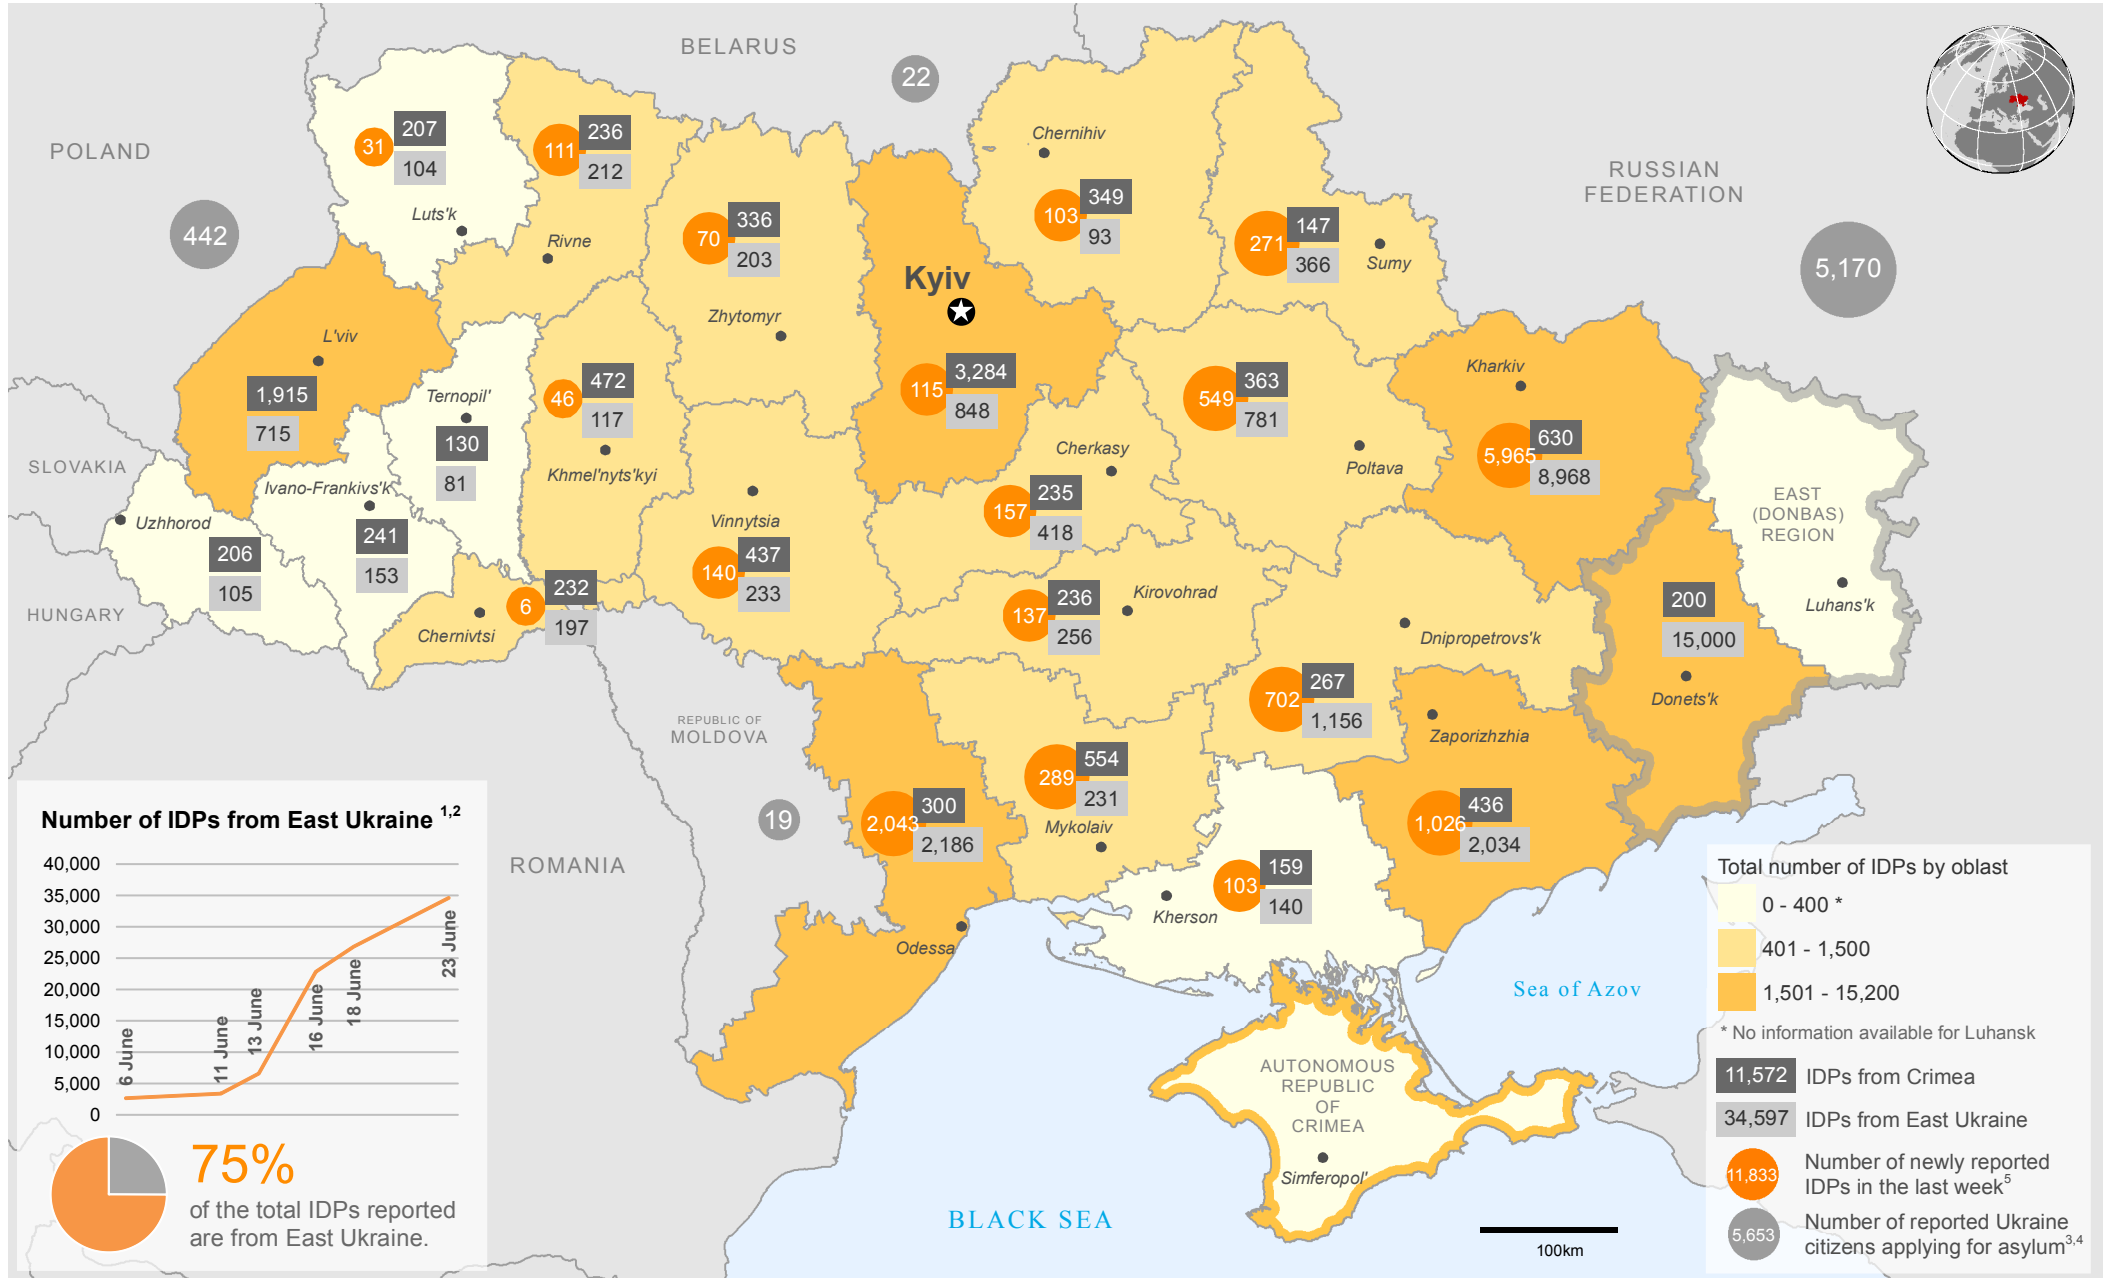 BELARUS
22
POLAND
442
RUSSIAN
FEDERATION
5,170
31
207
104
Luts'k
111
236
212
Rivne
70
336
203
Zhytomyr
Kyiv
115
3,284
848
Chernihiv
103
349
93
271
147
366
Sumy
L'viv
1,915
715
Ternopil'
130
81
46
472
117
Khmel'nyts'kyi
Cherkasy
157
235
418
549
363
781
Poltava
Kharkiv
5,965
630
8,968
EAST
(DONBAS)
REGION
Luhans'k
SLOVAKIA
Uzhhorod
206
105
Ivano-Frankivs'k
241
153
HUNGARY
Chernivtsi
6
232
197
Vinnytsia
140
437
233
Kirovohrad
137
236
256
Dnipropetrovs'k
702
267
1,156
200
15,000
Donets'k
Zaporizhzhia
1,026
436
2,034
REPUBLIC OF
MOLDOVA
19
ROMANIA
2,043
300
2,186
Odessa
289
554
231
Mykolaiv
103
159
140
Kherson
Sea of Azov
AUTONOMOUS
REPUBLIC
OF
CRIMEA
Simferopol'
BLACK SEA
100km
Number of IDPs from East Ukraine 1,2
40,000
35,000
30,000
25,000
20,000
15,000
10,000
5,000
0
6 June
11 June
13 June
16 June
18 June
23 June
75%
of the total IDPs reported
are from East Ukraine.
Total number of IDPs by oblast
0 - 400 *
401 - 1,500
1,501 - 15,200
* No information available for Luhansk
11,572 IDPs from Crimea
34,597 IDPs from East Ukraine
11,833 Number of newly reported
IDPs in the last week5
5,653 Number of reported Ukraine
citizens applying for asylum3,4